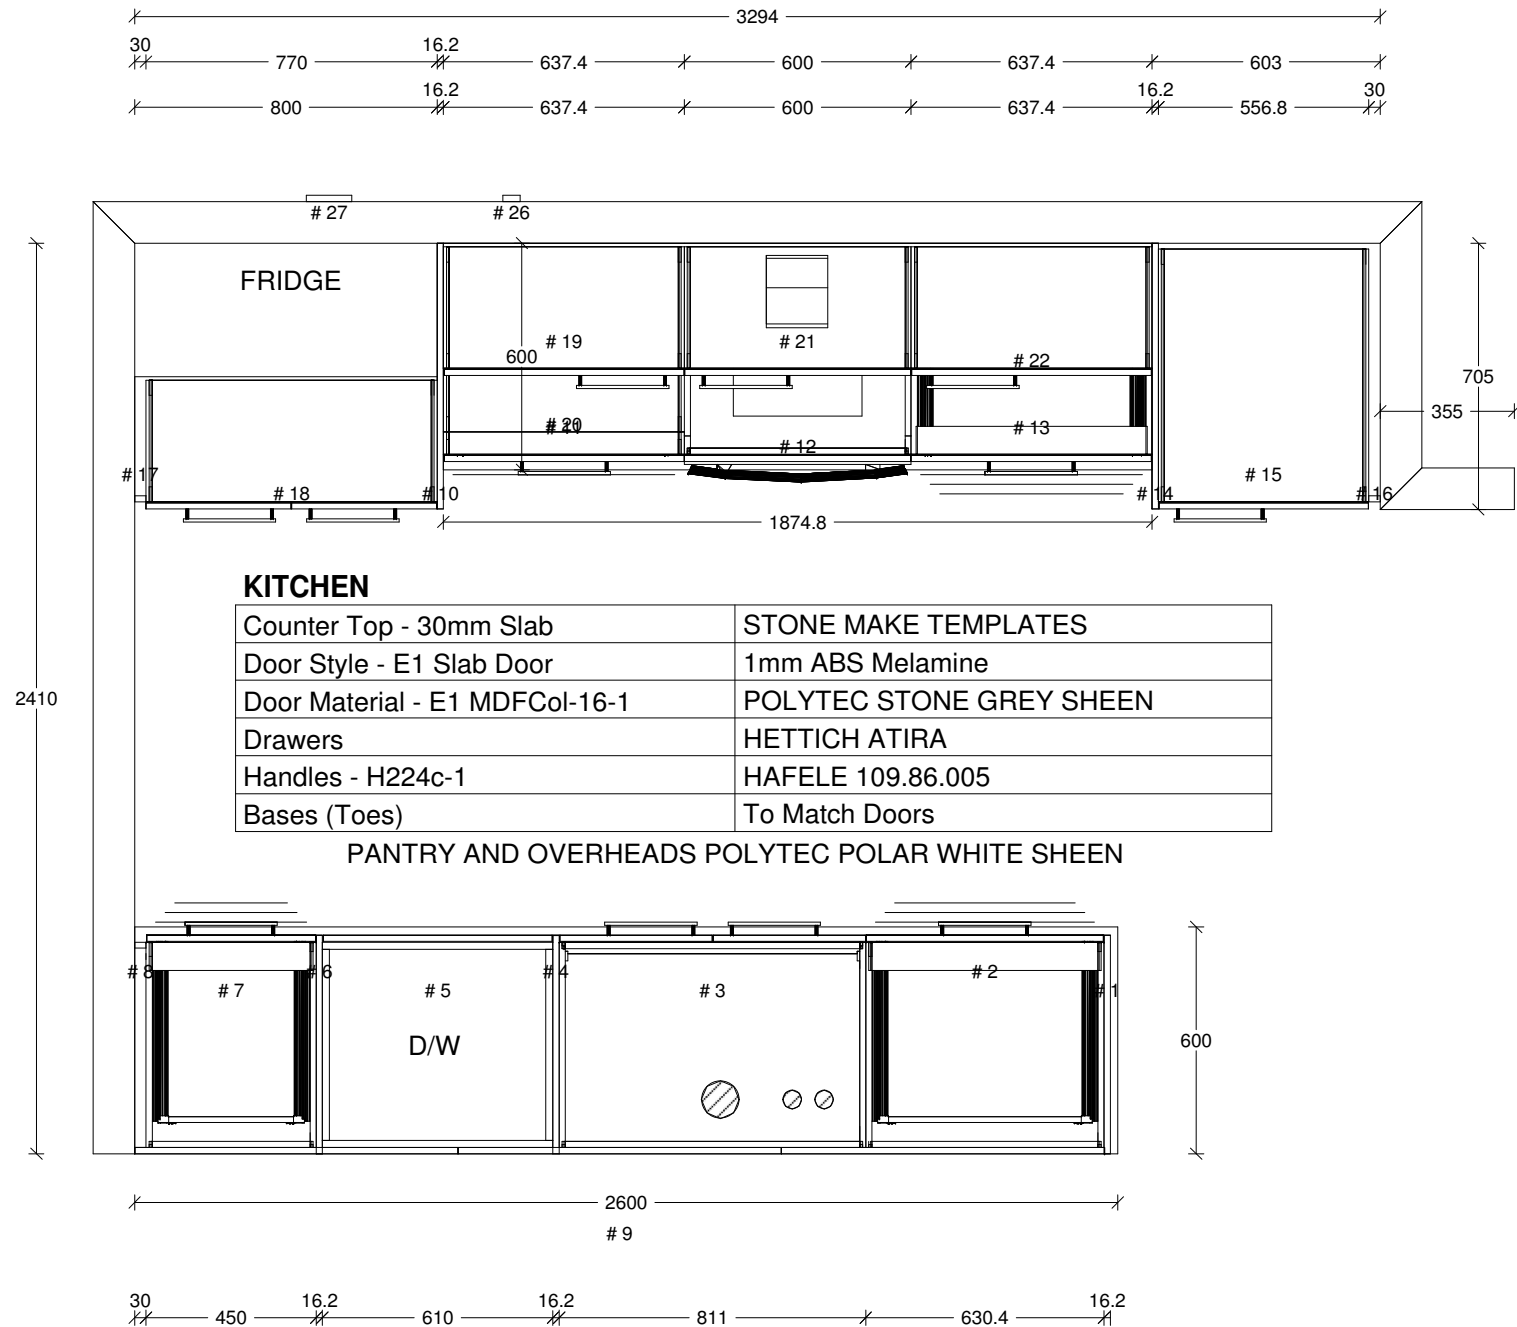 3294
30 770 16.2 637.4 600 637.4 603
800 16.2 637.4 600 637.4 16.2 556.8 30
# 27 # 26
FRIDGE
# 19 # 21 # 22
600
705
355
# 20
# 13
# 12
# 17 # 18 # 10 # 14 # 15 # 16
1874.8
KITCHEN
Counter Top - 30mm Slab STONE MAKE TEMPLATES
Door Style - E1 Slab Door 1mm ABS Melamine
Door Material - E1 MDFCol-16-1 POLYTEC STONE GREY SHEEN
Drawers HETTICH ATIRA
Handles - H224c-1 HAFELE 109.86.005
Bases (Toes) To Match Doors
2410
PANTRY AND OVERHEADS POLYTEC POLAR WHITE SHEEN
# 8 # 6 # 4 # 2
# 7 # 5 # 3 # 1
D/W
600
2600
# 9
30 450 16.2 610 16.2 811 630.4 16.2